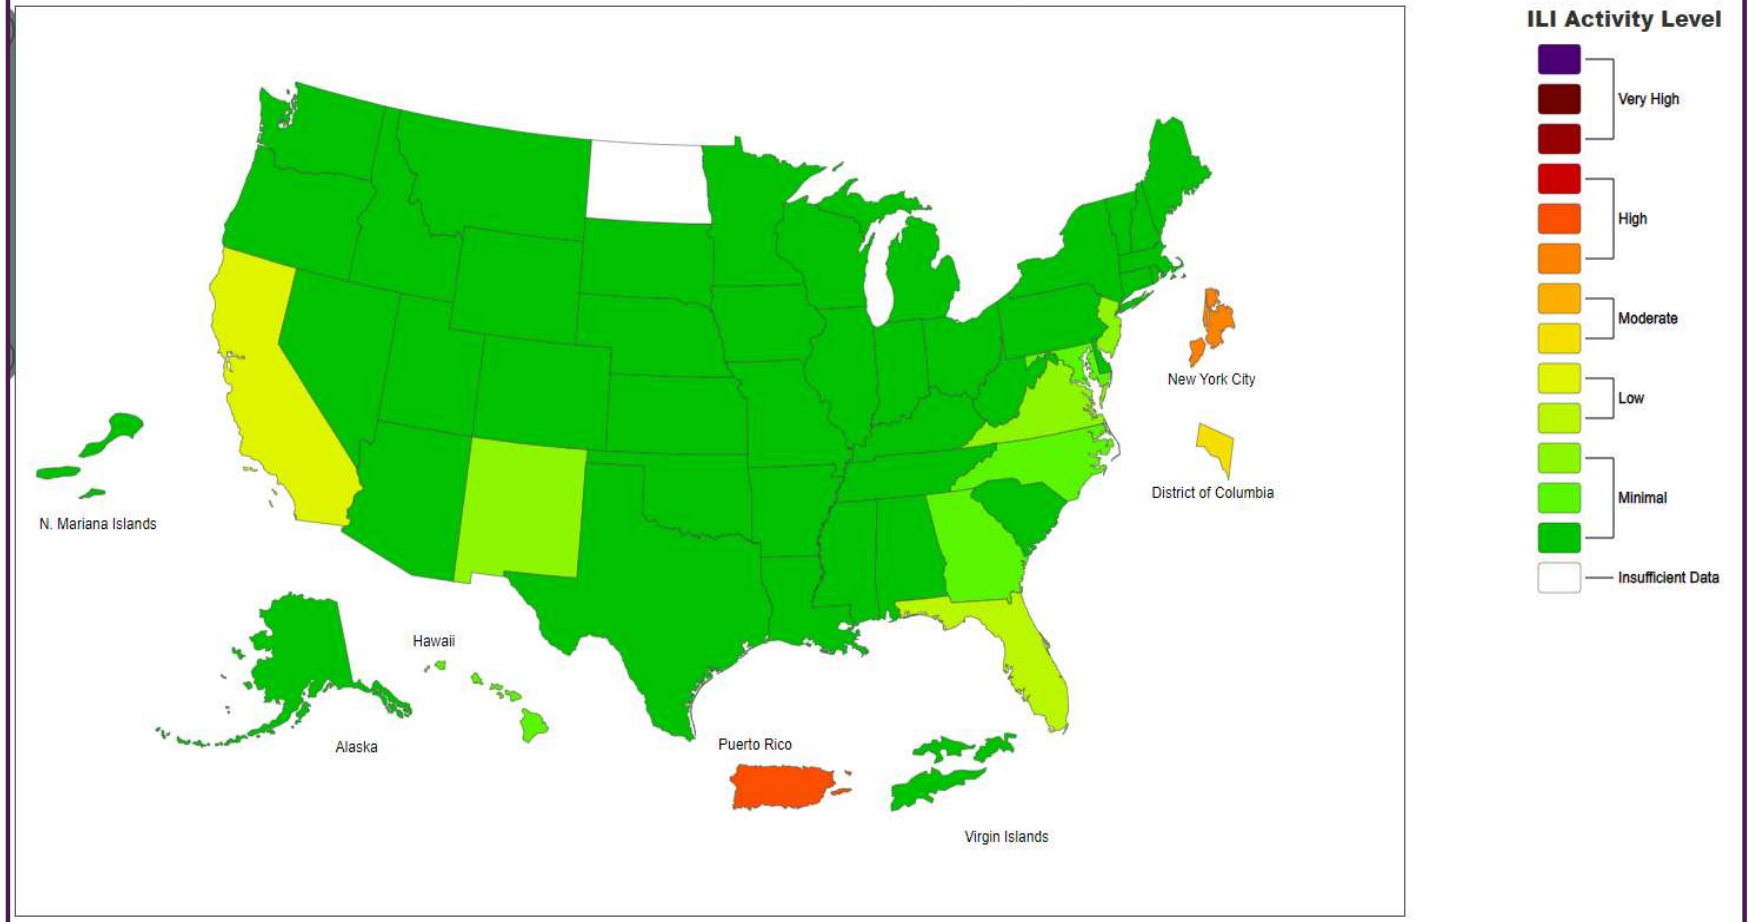 ILI Activity Level
Very High
High
Moderate
New York City
Low
District of Columbia
Minimal
N. Mariana Islands
Insufficient Data
Hawaii
Alaska
Puerto Rico
Virgin Islands